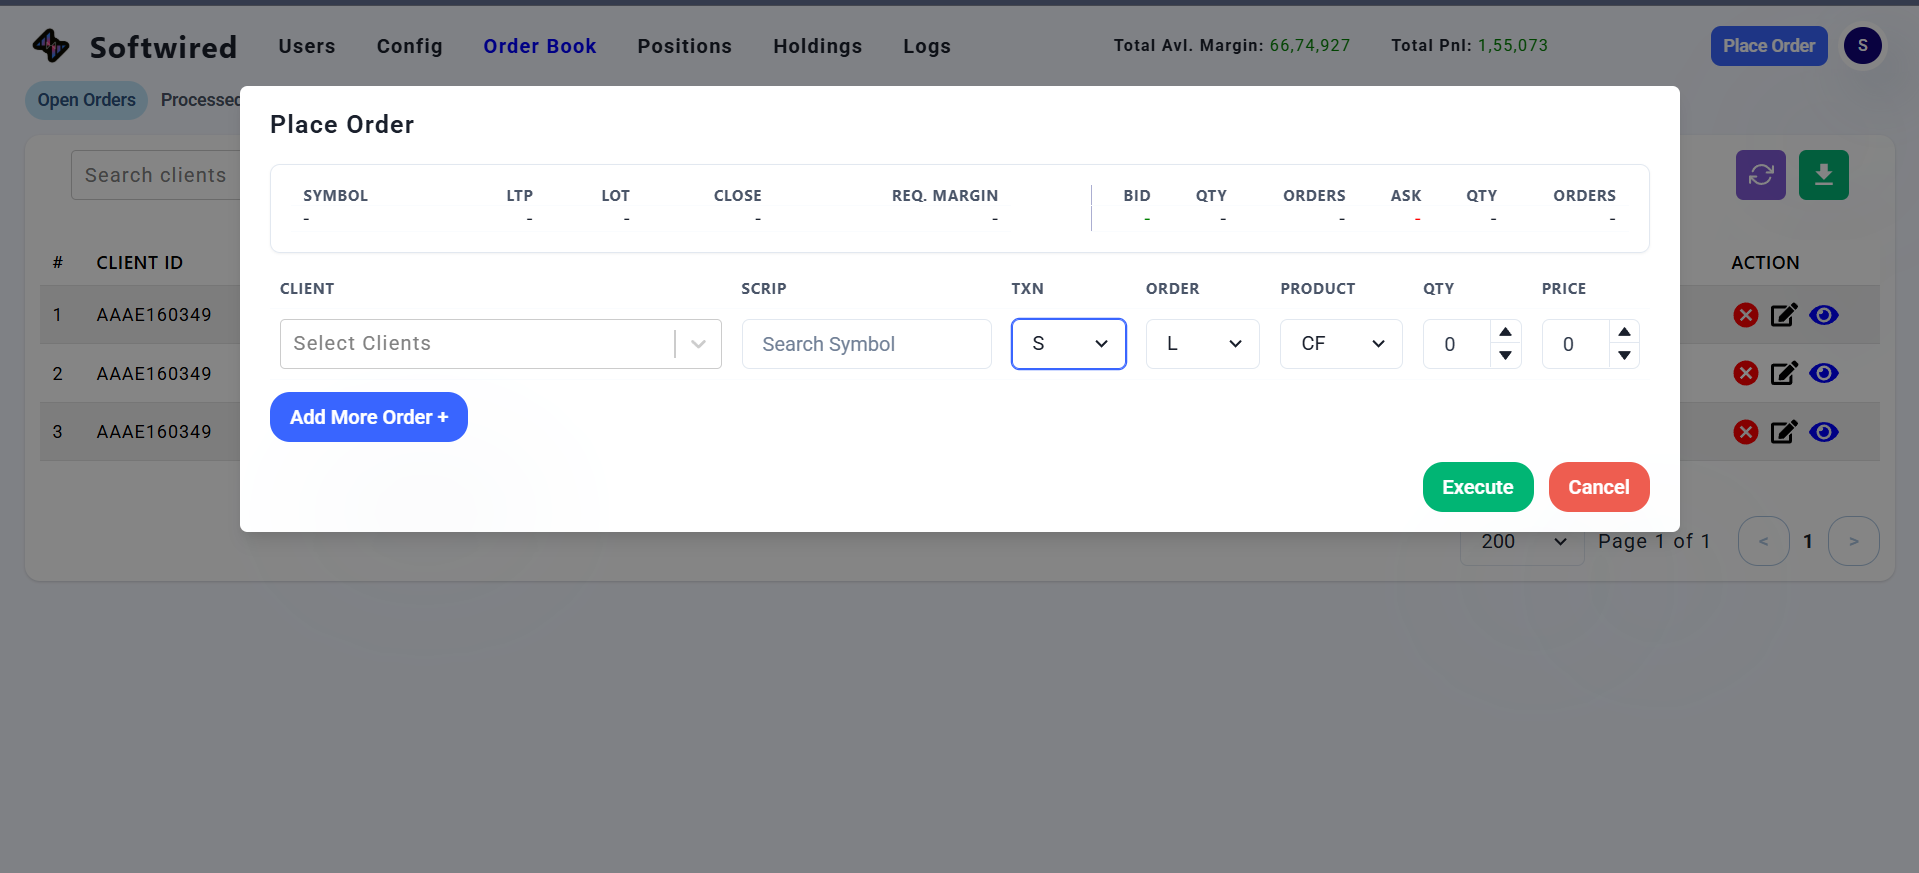 Softwired Users Config Order Book Positions Holdings Logs Total Avl. Margin: 66,74,927 Total Pnl: 1,55,073 Place Order S
Open Orders Processed
Place Order
Search clients
SYMBOL LTP LOT CLOSE REQ. MARGIN BID QTY ORDERS ASK QTY ORDERS
- - - - - - - - - - -
# CLIENT ID ACTION
CLIENT SCRIP TXN ORDER PRODUCT QTY PRICE
1 AAAE160349
Select Clients Search Symbol S L CF 0 0
2 AAAE160349
Add More Order +
3 AAAE160349
Execute Cancel
200 Page 1 of 1 < 1 >